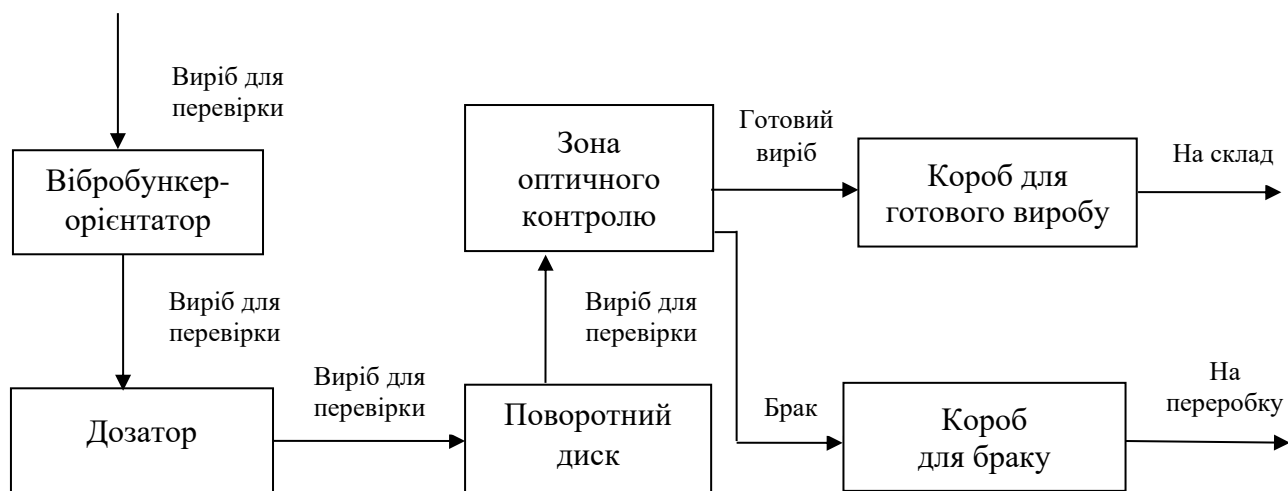 Виріб для
перевірки
Вібробункер-
орієнтатор
Виріб для
перевірки
Дозатор
Виріб для
перевірки
Поворотний
диск
Виріб для
перевірки
Зона
оптичного
контролю
Готовий
виріб
Короб для
готового виробу
На склад
Брак
Короб
для браку
На
переробку